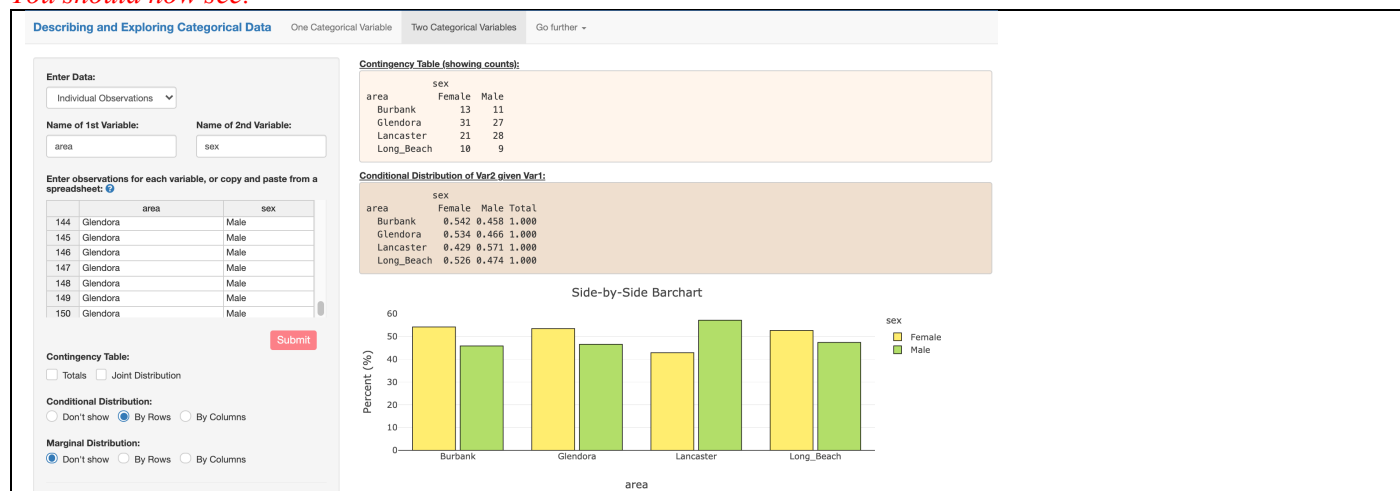 You should now see:
Describing and Exploring Categorical Data One Categorical Variable Two Categorical Variables Go further
Enter Data:
Individual Observations
Name of 1st Variable: Name of 2nd Variable:
area sex
Enter observations for each variable, or copy and paste from a
spreadsheet: ?
area sex
144 Glendora Male
145 Glendora Male
146 Glendora Male
147 Glendora Male
148 Glendora Male
149 Glendora Male
150 Glendora Male
Submit
Contingency Table:
Totals Joint Distribution
Conditional Distribution:
Don't show By Rows By Columns
Marginal Distribution:
Don't show By Rows By Columns
Contingency Table (showing counts):
sex
area Female Male
Burbank 13 11
Glendora 31 27
Lancaster 21 28
Long_Beach 10 9
Conditional Distribution of Var2 given Var1:
sex
area Female Male Total
Burbank 0.542 0.458 1.000
Glendora 0.534 0.466 1.000
Lancaster 0.429 0.571 1.000
Long_Beach 0.526 0.474 1.000
Side-by-Side Barchart
Percent (%)
60
50
40
30
20
10
0
Burbank Glendora Lancaster Long_Beach
area
sex
Female
Male